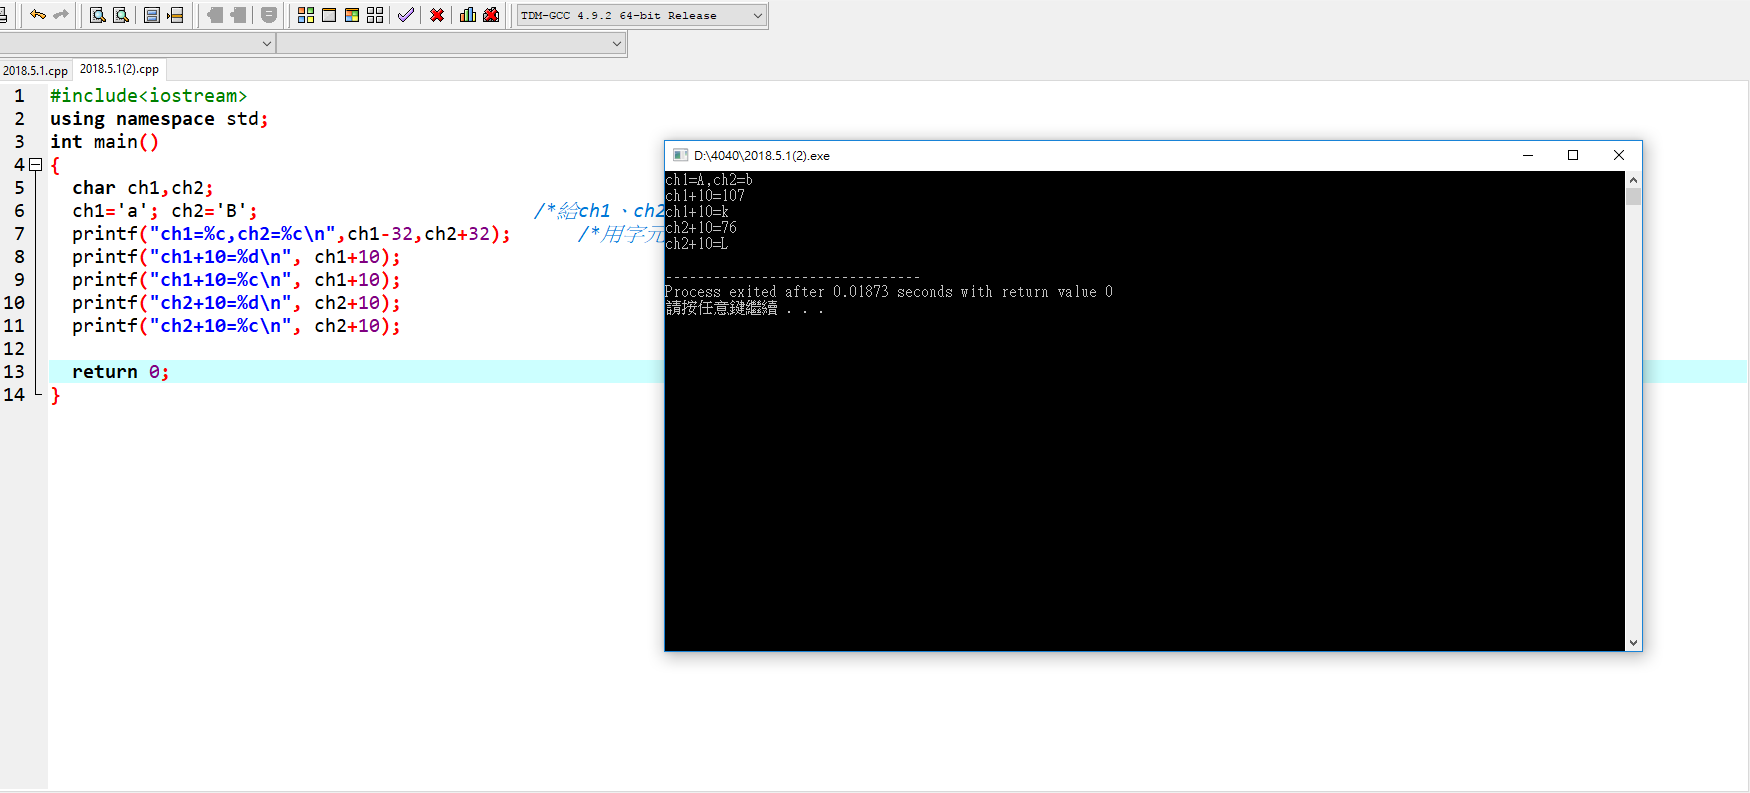 TDM-GCC 4.9.2 64-bit Release
2018.5.1.cpp 2018.5.1(2).cpp
1 #include<iostream>
2 using namespace std;
3 int main()
4 {
5 char ch1,ch2;
6 ch1='a'; ch2='B'; /*給ch1、ch2
7 printf("ch1=%c,ch2=%c\n",ch1-32,ch2+32); /*用字元
8 printf("ch1+10=%d\n", ch1+10);
9 printf("ch1+10=%c\n", ch1+10);
10 printf("ch2+10=%d\n", ch2+10);
11 printf("ch2+10=%c\n", ch2+10);
12
13 return 0;
14 }
D:\4040\2018.5.1(2).exe
ch1=A,ch2=b
ch1+10=107
ch1+10=k
ch2+10=76
ch2+10=L
--------------------------------
Process exited after 0.01873 seconds with return value 0
請按任意鍵繼續 . . .